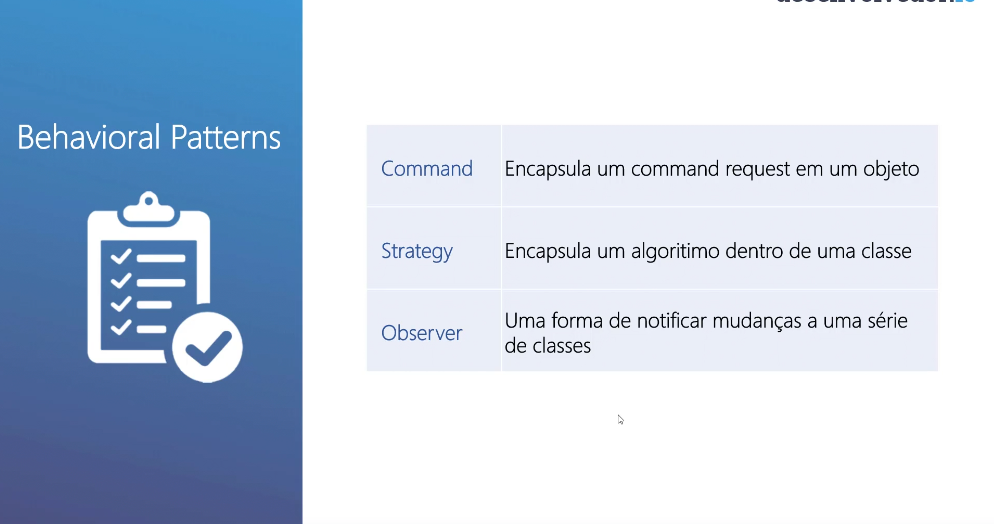 Behavioral Patterns
Command
Encapsula um command request em um objeto
Strategy
Encapsula um algoritimo dentro de uma classe
Observer
Uma forma de notificar mudanças a uma série
de classes